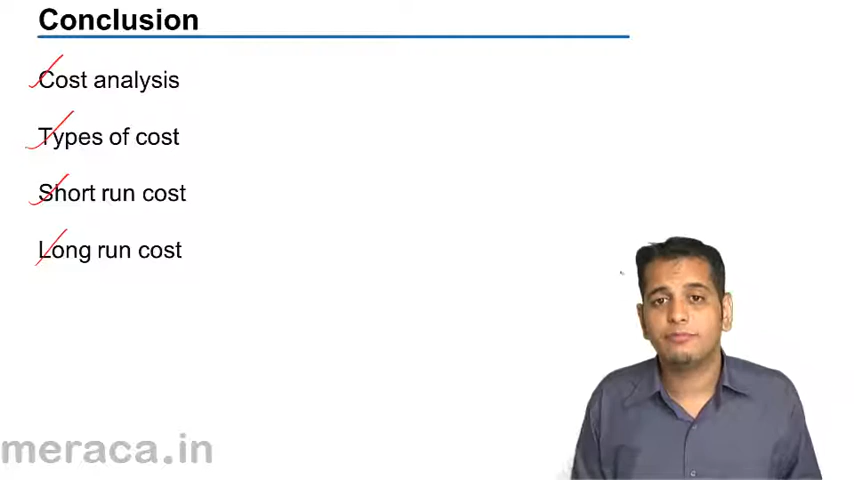 Conclusion
Cost analysis
Types of cost
Short run cost
Long run cost
meraca.in